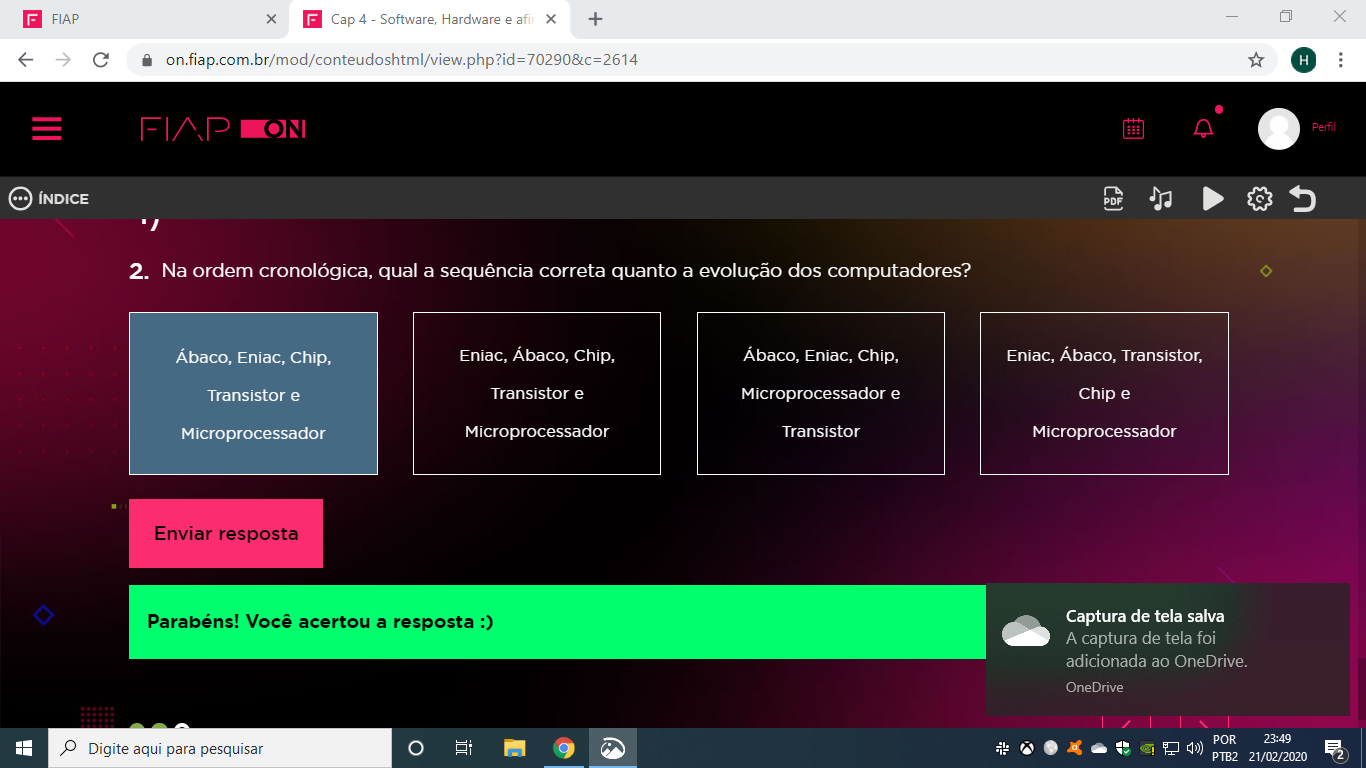 FIAP
Cap 4 - Software, Hardware e afin
on.fiap.com.br/mod/conteudoshtml/view.php?id=70290&c=2614
H
FIAP ON
Perfil
ÍNDICE
PDF
2. Na ordem cronológica, qual a sequência correta quanto a evolução dos computadores?
Ábaco, Eniac, Chip,
Transistor e
Microprocessador
Eniac, Ábaco, Chip,
Transistor e
Microprocessador
Ábaco, Eniac, Chip,
Microprocessador e
Transistor
Eniac, Ábaco, Transistor,
Chip e
Microprocessador
Enviar resposta
Parabéns! Você acertou a resposta :)
Captura de tela salva
A captura de tela foi
adicionada ao OneDrive.
OneDrive
Digite aqui para pesquisar
POR
PTB2
23:49
21/02/2020
2